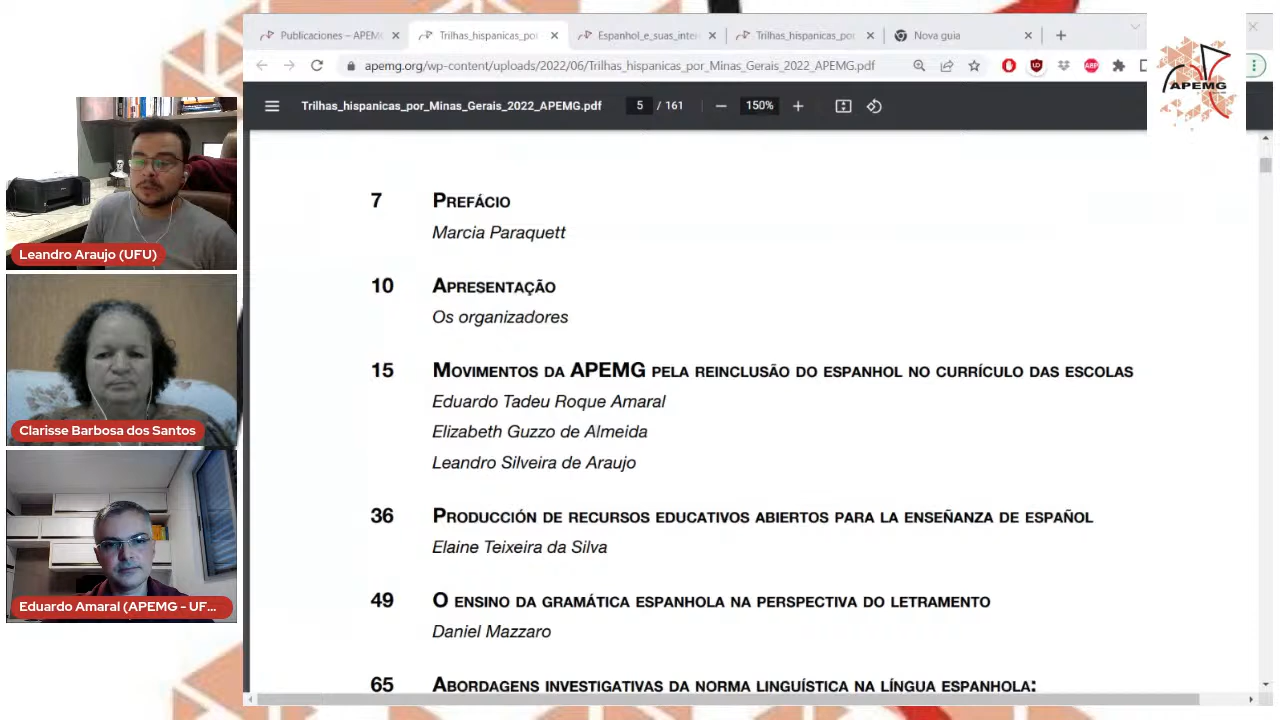 Publicaciones – APEMG
Trilhas_hispanicas_por
Espanhol_e_suas_inter
Trilhas_hispanicas_por
Nova guia
apemg.org/wp-content/uploads/2022/06/Trilhas_hispanicas_por_Minas_Gerais_2022_APEMG.pdf
ABP
APEMG
Trilhas_hispanicas_por_Minas_Gerais_2022_APEMG.pdf
5 / 161
150%
7 PREFÁCIO
Marcia Paraquett
10 APRESENTAÇÃO
Os organizadores
15 MOVIMENTOS DA APEMG PELA REINCLUSÃO DO ESPANHOL NO CURRÍCULO DAS ESCOLAS
Eduardo Tadeu Roque Amaral
Elizabeth Guzzo de Almeida
Leandro Silveira de Araujo
36 PRODUCCIÓN DE RECURSOS EDUCATIVOS ABIERTOS PARA LA ENSEÑANZA DE ESPAÑOL
Elaine Teixeira da Silva
49 O ENSINO DA GRAMÁTICA ESPANHOLA NA PERSPECTIVA DO LETRAMENTO
Daniel Mazzaro
65 ABORDAGENS INVESTIGATIVAS DA NORMA LINGUÍSTICA NA LÍNGUA ESPANHOLA:
Leandro Araujo (UFU)
Clarisse Barbosa dos Santos
Eduardo Amaral (APEMG - UF...